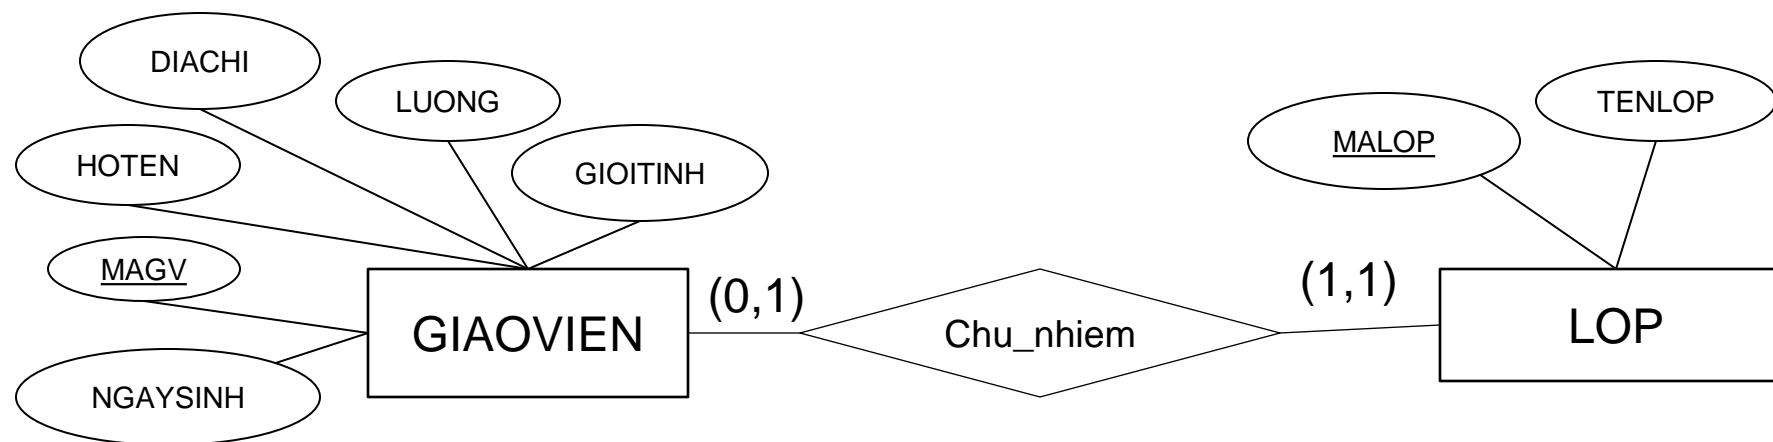 DIACHI
LUONG
TENLOP
MALOP
HOTEN
GIOITINH
MAGV
(0,1)
(1,1)
GIAOVIEN
Chu_nhiem
LOP
NGAYSINH